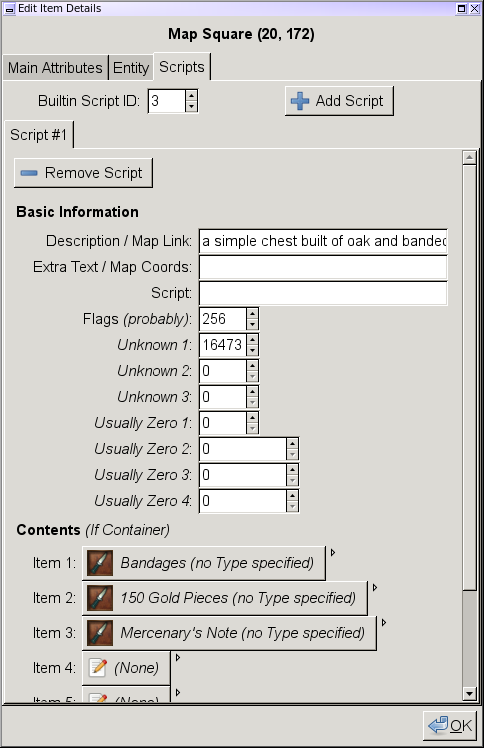 Edit Item Details
Map Square (20, 172)
Main Attributes Entity Scripts
Builtin Script ID: 3 Add Script
Script #1
Remove Script
Basic Information
Description / Map Link: a simple chest built of oak and banded
Extra Text / Map Coords:
Script:
Flags (probably): 256
Unknown 1: 16473
Unknown 2: 0
Unknown 3: 0
Usually Zero 1: 0
Usually Zero 2: 0
Usually Zero 3: 0
Usually Zero 4: 0
Contents (If Container)
Item 1: Bandages (no Type specified)
Item 2: 150 Gold Pieces (no Type specified)
Item 3: Mercenary's Note (no Type specified)
Item 4: (None)
Item 5: (None)
OK